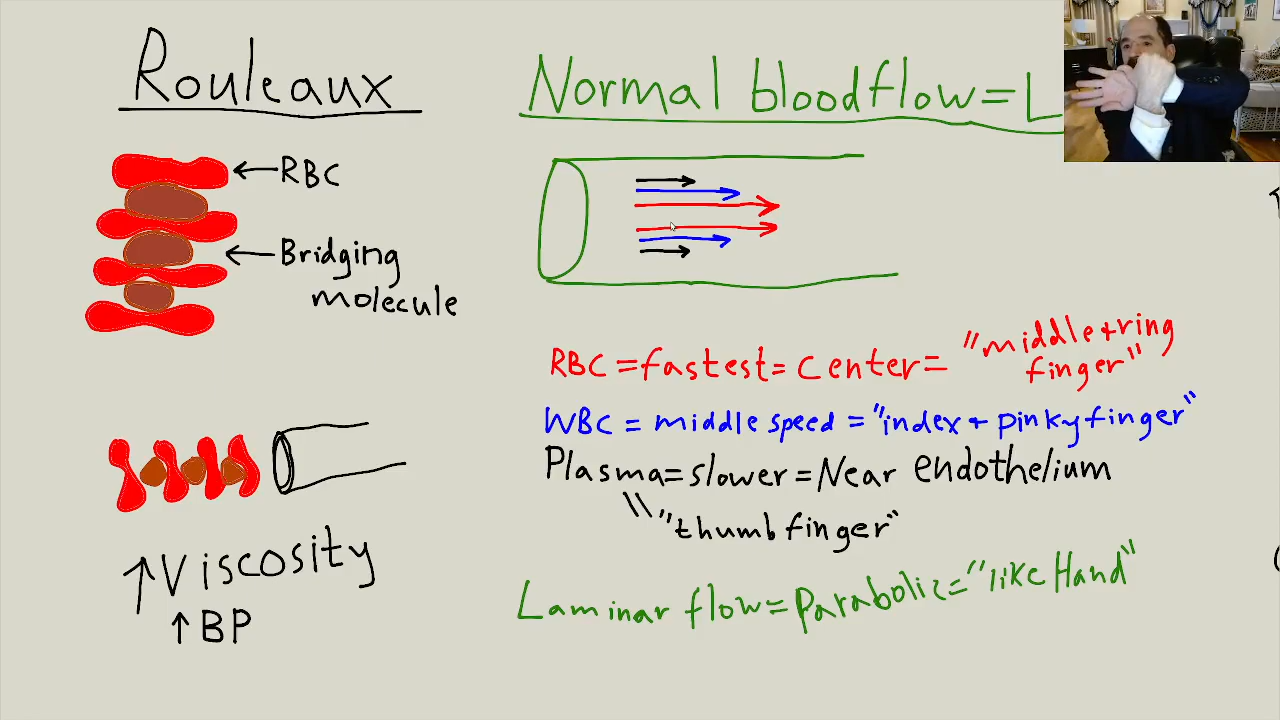 Rouleaux
←RBC
←Bridging
molecule
↑Viscosity
↑BP
Normal bloodflow=L
RBC=fastest=center="middle+ring
finger"
WBC=middle speed="index+pinky finger"
Plasma=slower=Near endothelium
\\ "thumb finger"
Laminar flow=Parabolic="like Hand"